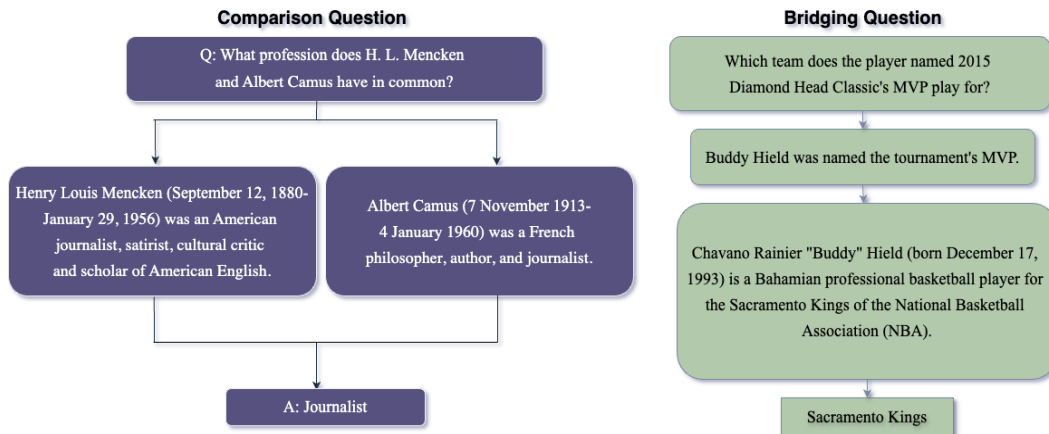 Comparison Question
Q: What profession does H. L. Mencken
and Albert Camus have in common?
Henry Louis Mencken (September 12, 1880-
January 29, 1956) was an American
journalist, satirist, cultural critic
and scholar of American English.
Albert Camus (7 November 1913-
4 January 1960) was a French
philosopher, author, and journalist.
A: Journalist
Bridging Question
Which team does the player named 2015
Diamond Head Classic's MVP play for?
Buddy Hield was named the tournament's MVP.
Chavano Rainier "Buddy" Hield (born December 17,
1993) is a Bahamian professional basketball player for
the Sacramento Kings of the National Basketball
Association (NBA).
Sacramento Kings